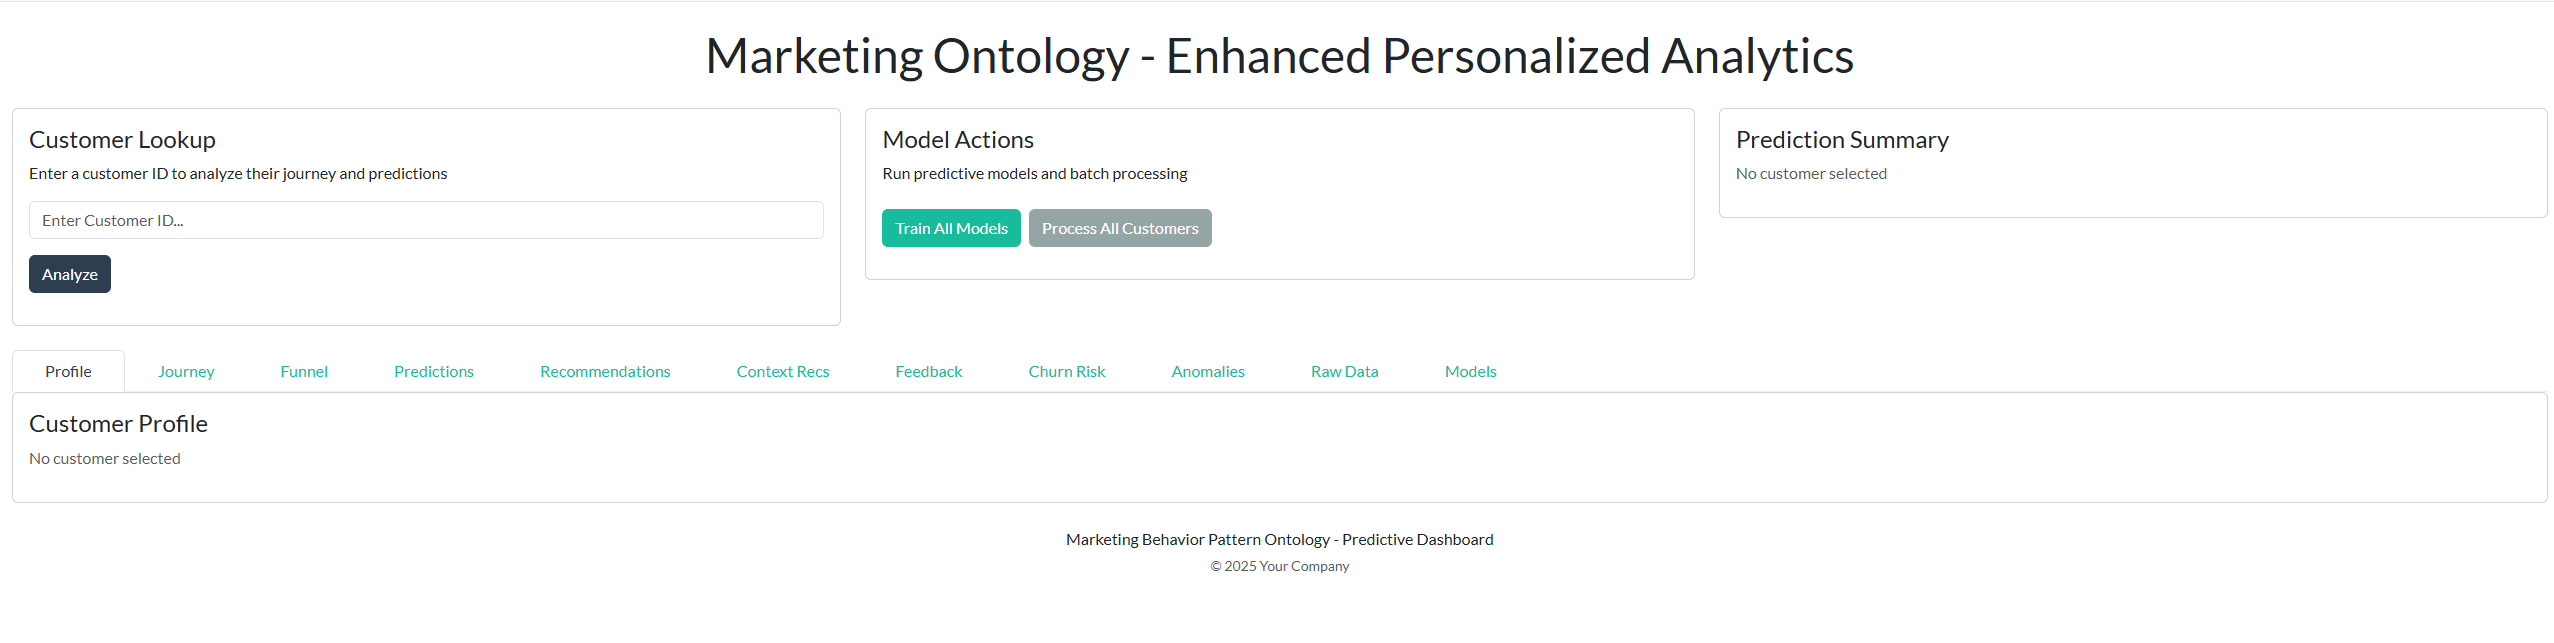 Marketing Ontology - Enhanced Personalized Analytics
Customer Lookup
Enter a customer ID to analyze their journey and predictions
Enter Customer ID...
Analyze
Model Actions
Run predictive models and batch processing
Train All Models
Process All Customers
Prediction Summary
No customer selected
Profile
Journey
Funnel
Predictions
Recommendations
Context Recs
Feedback
Churn Risk
Anomalies
Raw Data
Models
Customer Profile
No customer selected
Marketing Behavior Pattern Ontology - Predictive Dashboard
© 2025 Your Company